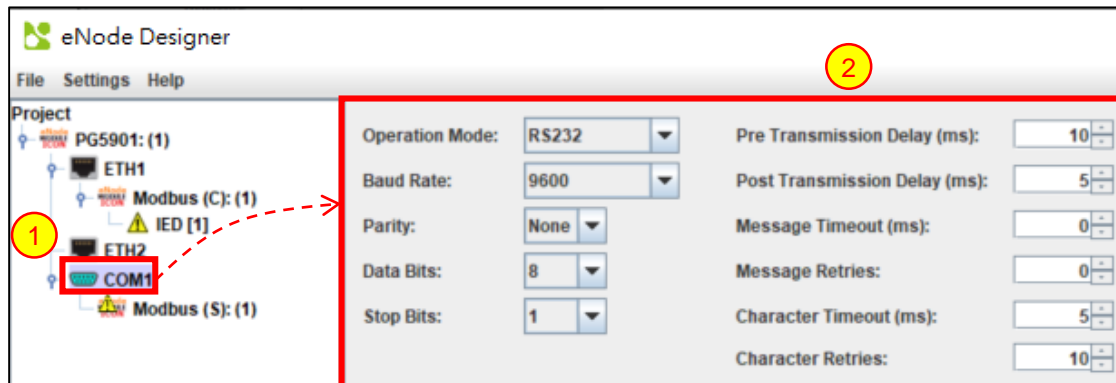 eNode Designer
File Settings Help
2
Project
PG5901: (1)
ETH1
Modbus (C): (1)
IED [1]
1
ETH2
COM1
Modbus (S): (1)
Operation Mode: RS232 Pre Transmission Delay (ms): 10
Baud Rate: 9600 Post Transmission Delay (ms): 5
Parity: None Message Timeout (ms): 0
Data Bits: 8 Message Retries: 0
Stop Bits: 1 Character Timeout (ms): 5
Character Retries: 10